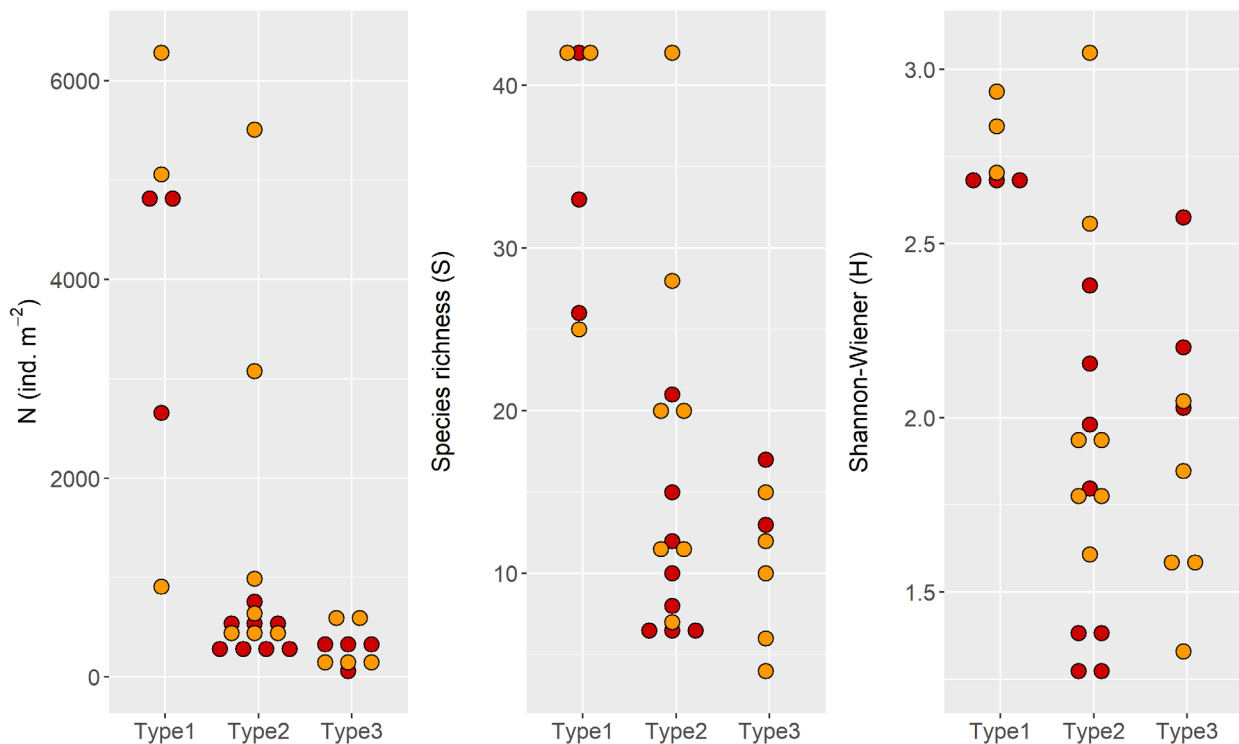 N (ind. m⁻²)
6000
4000
2000
0
Type1 Type2 Type3
Species richness (S)
40
30
20
10
Type1 Type2 Type3
Shannon-Wiener (H)
3.0
2.5
2.0
1.5
Type1 Type2 Type3